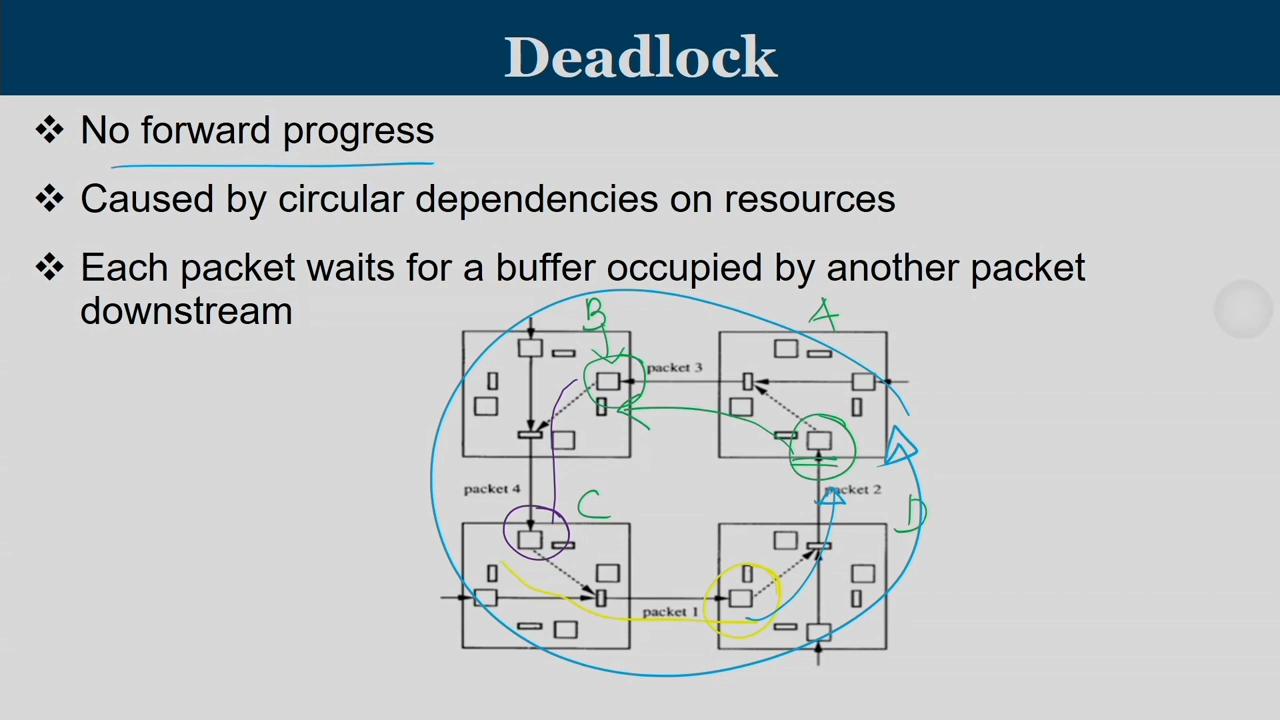 Deadlock
❖ No forward progress
❖ Caused by circular dependencies on resources
❖ Each packet waits for a buffer occupied by another packet
downstream
B
A
packet 3
packet 4
packet 2
C
D
packet 1